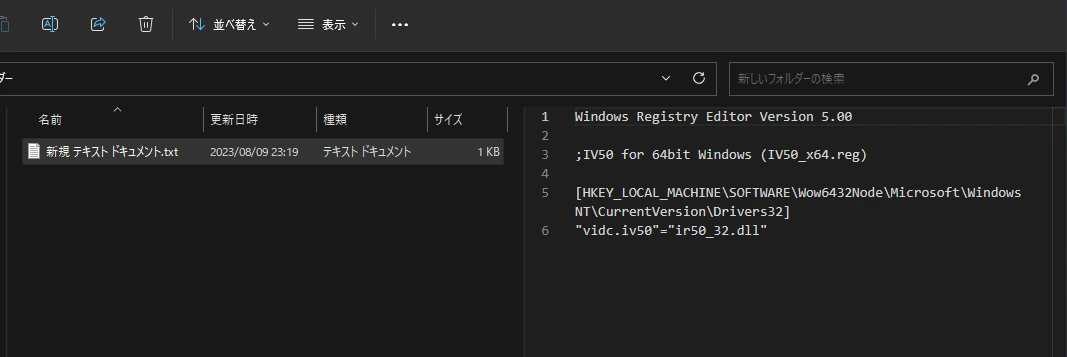 並べ替え
表示
ー
新しいフォルダーの検索
名前
更新日時
種類
サイズ
新規 テキスト ドキュメント.txt
2023/08/09 23:19
テキスト ドキュメント
1 KB
1 Windows Registry Editor Version 5.00
2
3 ;IV50 for 64bit Windows (IV50_x64.reg)
4
5 [HKEY_LOCAL_MACHINE\SOFTWARE\Wow6432Node\Microsoft\Windows
NT\CurrentVersion\Drivers32]
6 "vidc.iv50"="ir50_32.dll"